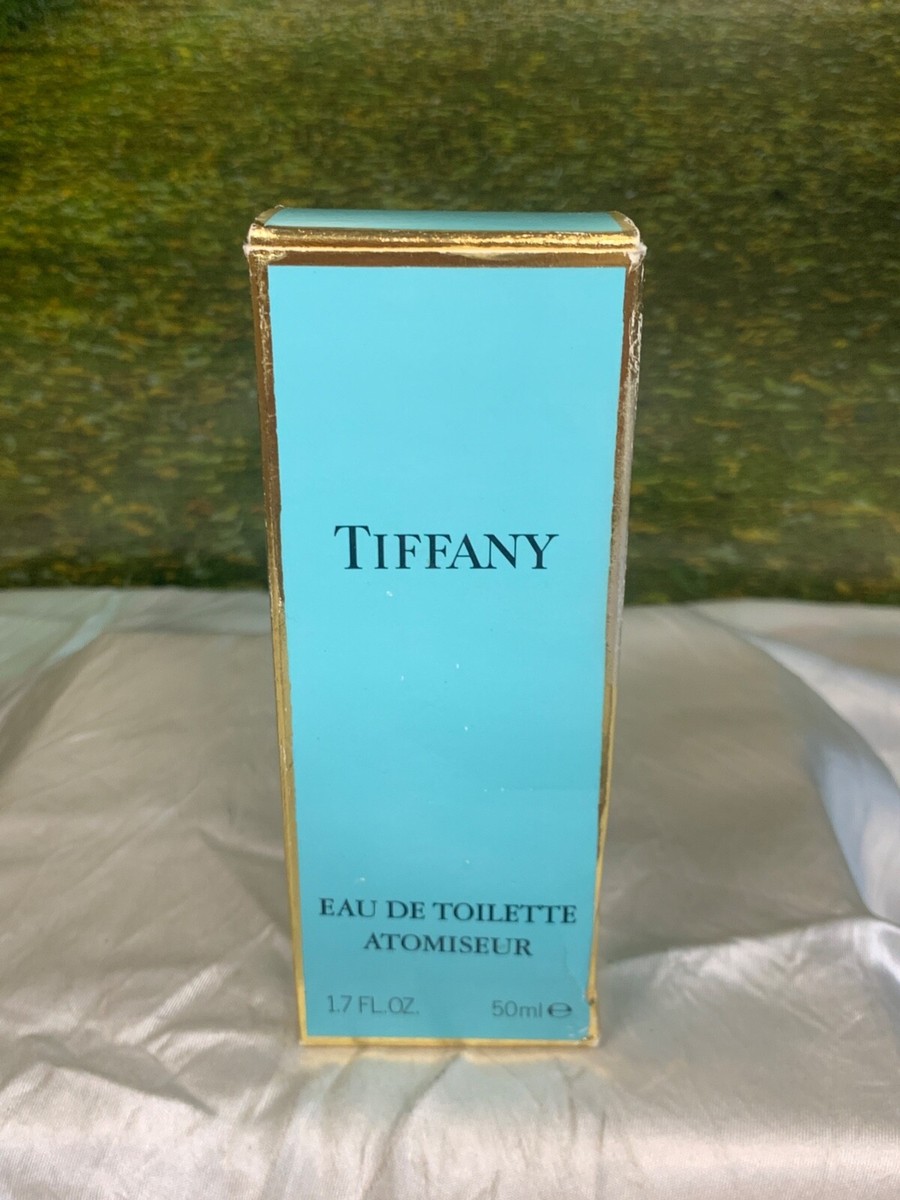 TIFFANY
EAU DE TOILETTE
ATOMISEUR
1.7 FL.OZ. 50ml ℮